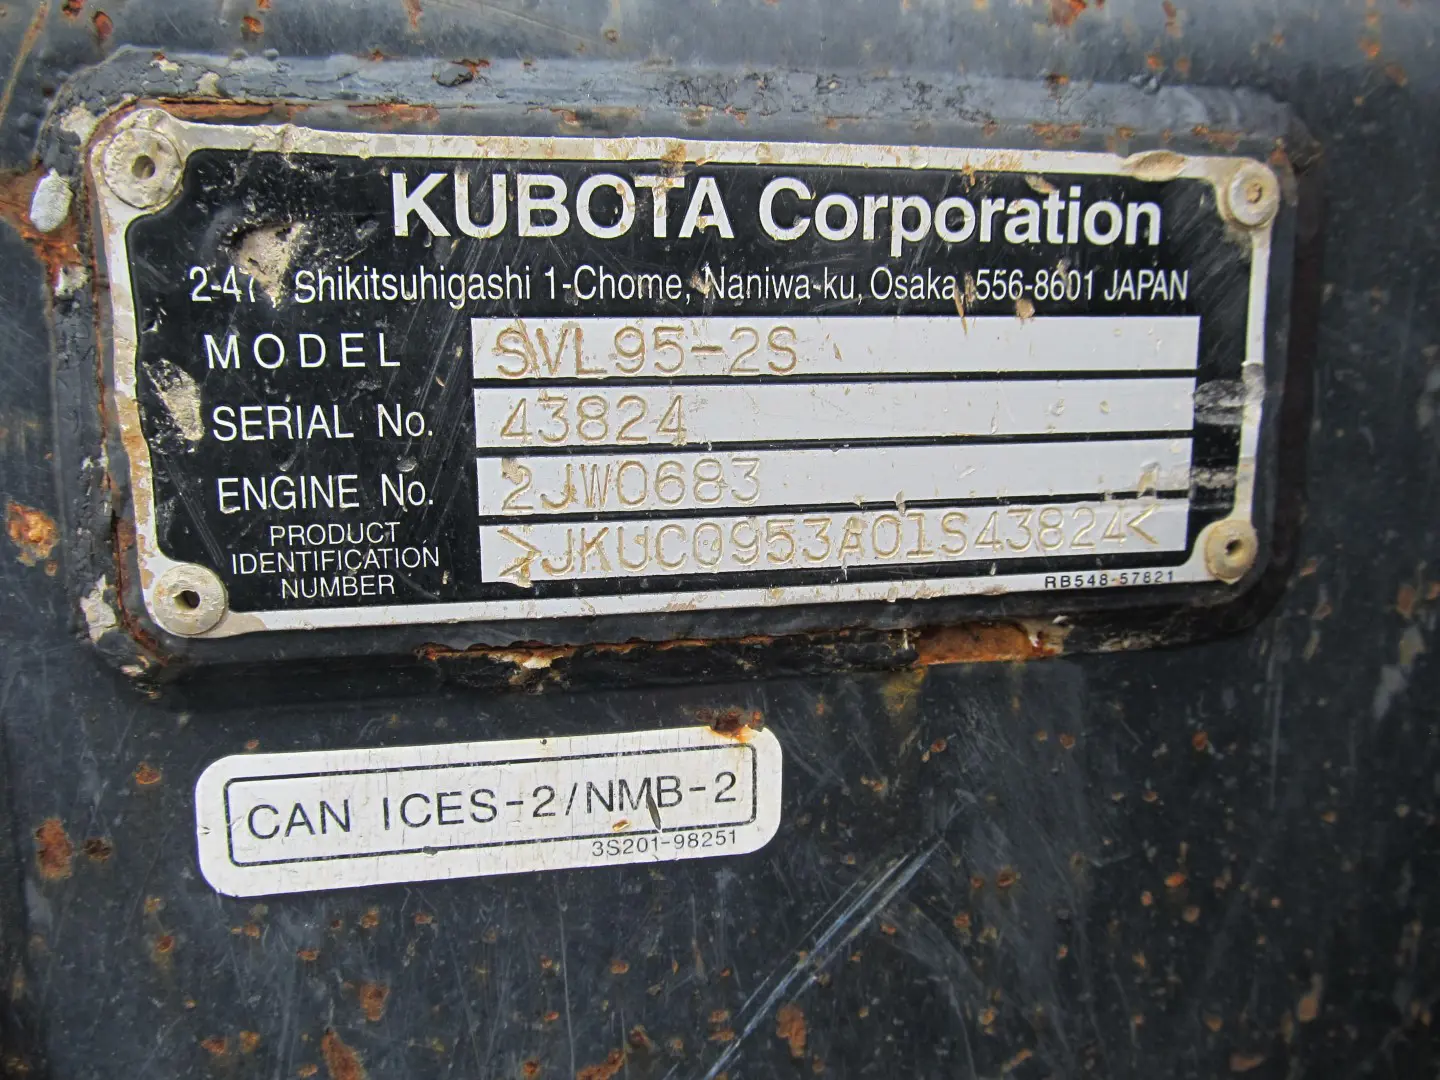 KUBOTA Corporation
Shikitsuhigashi 1-Chome, Naniwa-ku, Osaka, 556-8601 JAPAN
MODEL SVL95-2S
SERIAL No. 43824
ENGINE No. 2JW0683
PRODUCT IDENTIFICATION NUMBER >JKUC0953A01S43824<
RB548-57821
CAN ICES-2/NMB-2
3S201-98251